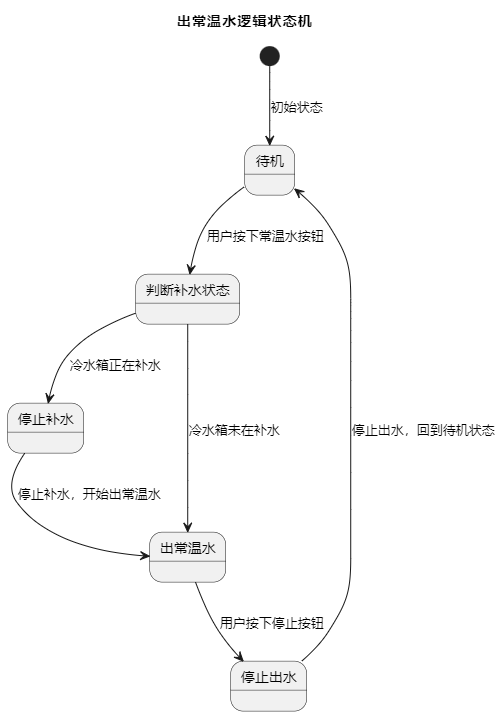 出常温水逻辑状态机
初始状态
待机
用户按下常温水按钮
判断补水状态
冷水箱正在补水
停止补水
冷水箱未在补水
停止出水，回到待机状态
停止补水，开始出常温水
出常温水
用户按下停止按钮
停止出水